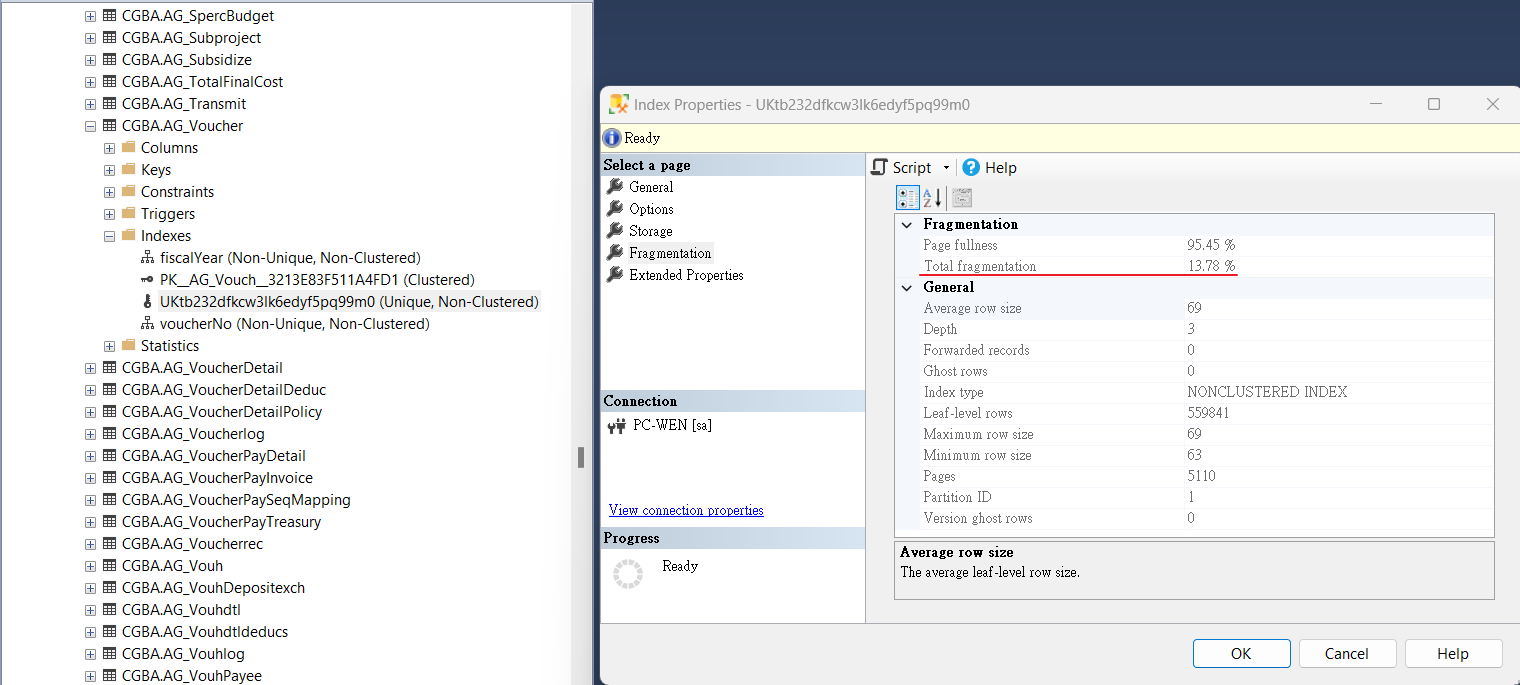 CGBA.AG_SpercBudget
CGBA.AG_Subproject
CGBA.AG_Subsidize
CGBA.AG_TotalFinalCost
CGBA.AG_Transmit
CGBA.AG_Voucher
Columns
Keys
Constraints
Triggers
Indexes
fiscalYear (Non-Unique, Non-Clustered)
PK__AG_Vouch__3213E83F511A4FD1 (Clustered)
UKtb232dfkcw3lk6edyf5pq99m0 (Unique, Non-Clustered)
voucherNo (Non-Unique, Non-Clustered)
Statistics
CGBA.AG_VoucherDetail
CGBA.AG_VoucherDetailDeduc
CGBA.AG_VoucherDetailPolicy
CGBA.AG_Voucherlog
CGBA.AG_VoucherPayDetail
CGBA.AG_VoucherPayInvoice
CGBA.AG_VoucherPaySeqMapping
CGBA.AG_VoucherPayTreasury
CGBA.AG_Voucherrec
CGBA.AG_Vouh
CGBA.AG_VouhDepositexch
CGBA.AG_Vouhdtl
CGBA.AG_Vouhdtldeducs
CGBA.AG_Vouhlog
CGBA.AG_VouhPayee
Index Properties - UKtb232dfkcw3lk6edyf5pq99m0
Ready
Select a page
General
Options
Storage
Fragmentation
Extended Properties
Connection
PC-WEN [sa]
View connection properties
Progress
Ready
Script
Help
Fragmentation
Page fullness 95.45 %
Total fragmentation 13.78 %
General
Average row size 69
Depth 3
Forwarded records 0
Ghost rows 0
Index type NONCLUSTERED INDEX
Leaf-level rows 559841
Maximum row size 69
Minimum row size 63
Pages 5110
Partition ID 1
Version ghost rows 0
Average row size
The average leaf-level row size.
OK Cancel Help